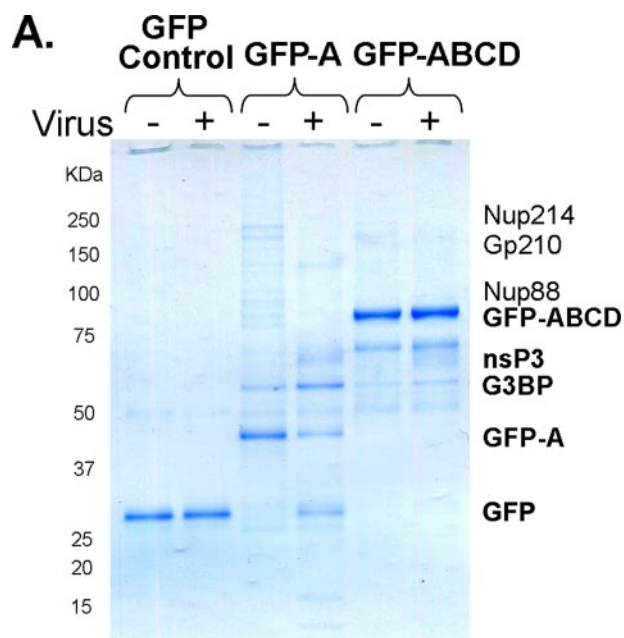 A.
GFP
Control GFP-A GFP-ABCD
Virus - + - + - +
KDa
250
150
100
75
50
37
25
20
15
Nup214
Gp210
Nup88
GFP-ABCD
nsP3
G3BP
GFP-A
GFP